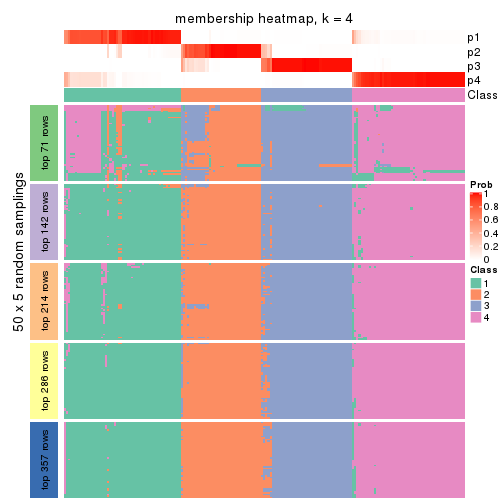 membership heatmap, k = 4
p1
p2
p3
p4
Class
50 x 5 random samplings
top 71 rows
top 142 rows
top 214 rows
top 286 rows
top 357 rows
Prob
1
0.8
0.6
0.4
0.2
0
Class
1
2
3
4